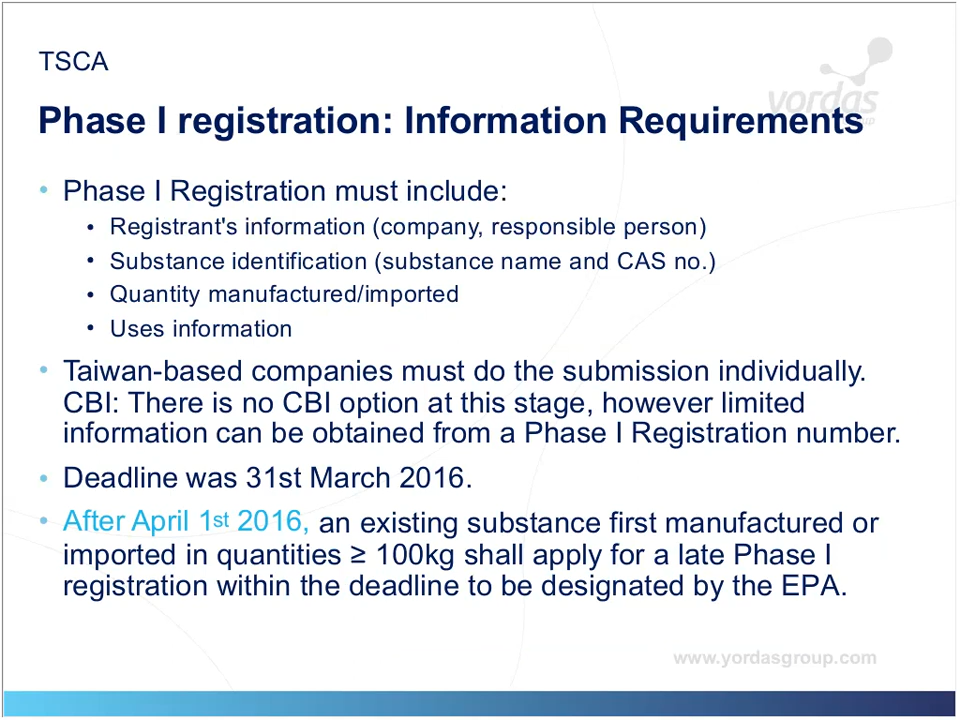 TSCA
yordas
Phase I registration: Information Requirements
• Phase I Registration must include:
• Registrant's information (company, responsible person)
• Substance identification (substance name and CAS no.)
• Quantity manufactured/imported
• Uses information
• Taiwan-based companies must do the submission individually.
CBI: There is no CBI option at this stage, however limited
information can be obtained from a Phase I Registration number.
• Deadline was 31st March 2016.
• After April 1st 2016, an existing substance first manufactured or
imported in quantities ≥ 100kg shall apply for a late Phase I
registration within the deadline to be designated by the EPA.
www.yordasgroup.com